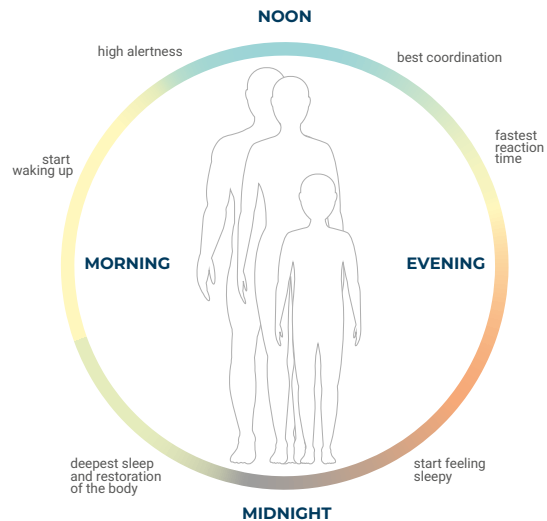 NOON
high alertness
best coordination
fastest
reaction
time
start
waking up
MORNING
EVENING
deepest sleep
and restoration
of the body
start feeling
sleepy
MIDNIGHT